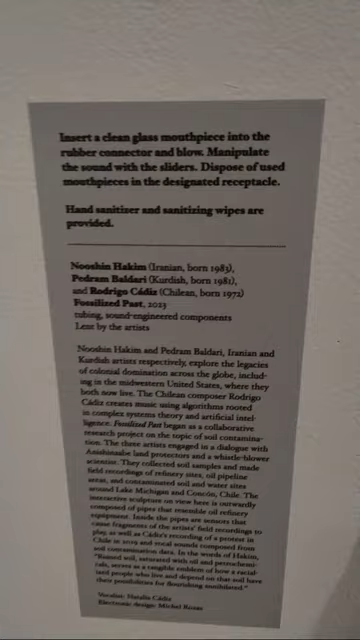 Insert a clean glass mouthpiece into the
rubber connector and blow. Manipulate
the sound with the sliders. Dispose of used
mouthpieces in the designated receptacle.
Hand sanitizer and sanitizing wipes are
provided.
Nooshin Hakim (Iranian, born 1983),
Pedram Baldari (Kurdish, born 1981),
and Rodrigo Cádiz (Chilean, born 1972)
Fossilized Past, 2023
tubing, sound-engineered components
Lent by the artists
Nooshin Hakim and Pedram Baldari, Iranian and
Kurdish artists respectively, explore the legacies
of colonial domination across the globe, includ-
ing in the midwestern United States, where they
both now live. The Chilean composer Rodrigo
Cádiz creates music using algorithms rooted
in complex systems theory and artificial intel-
ligence. Fossilized Past began as a collaborative
research project on the topic of soil contamina-
tion. The three artists engaged in a dialogue with
Anishinaabe land protectors and a whistle-blower
scientist. They collected soil samples and made
field recordings of refinery sites, oil pipeline
areas, and contaminated soil and water sites
around Lake Michigan and Concón, Chile. The
interactive sculpture on view here is outwardly
composed of pipes that resemble oil refinery
equipment. Inside the pipes are sensors that
cause fragments of the artists' field recordings to
play, as well as Cádiz's recording of a protest in
Chile in 2019 and vocal sounds composed from
soil contamination data. In the words of Hakim,
"Ruined soil, saturated with oil and petrochemi-
cals, serves as a tangible emblem of how a racial-
ized people who live and depend on that soil have
their possibilities for flourishing annihilated."
Natalia Cádiz
Electronic design: Michel Rozas